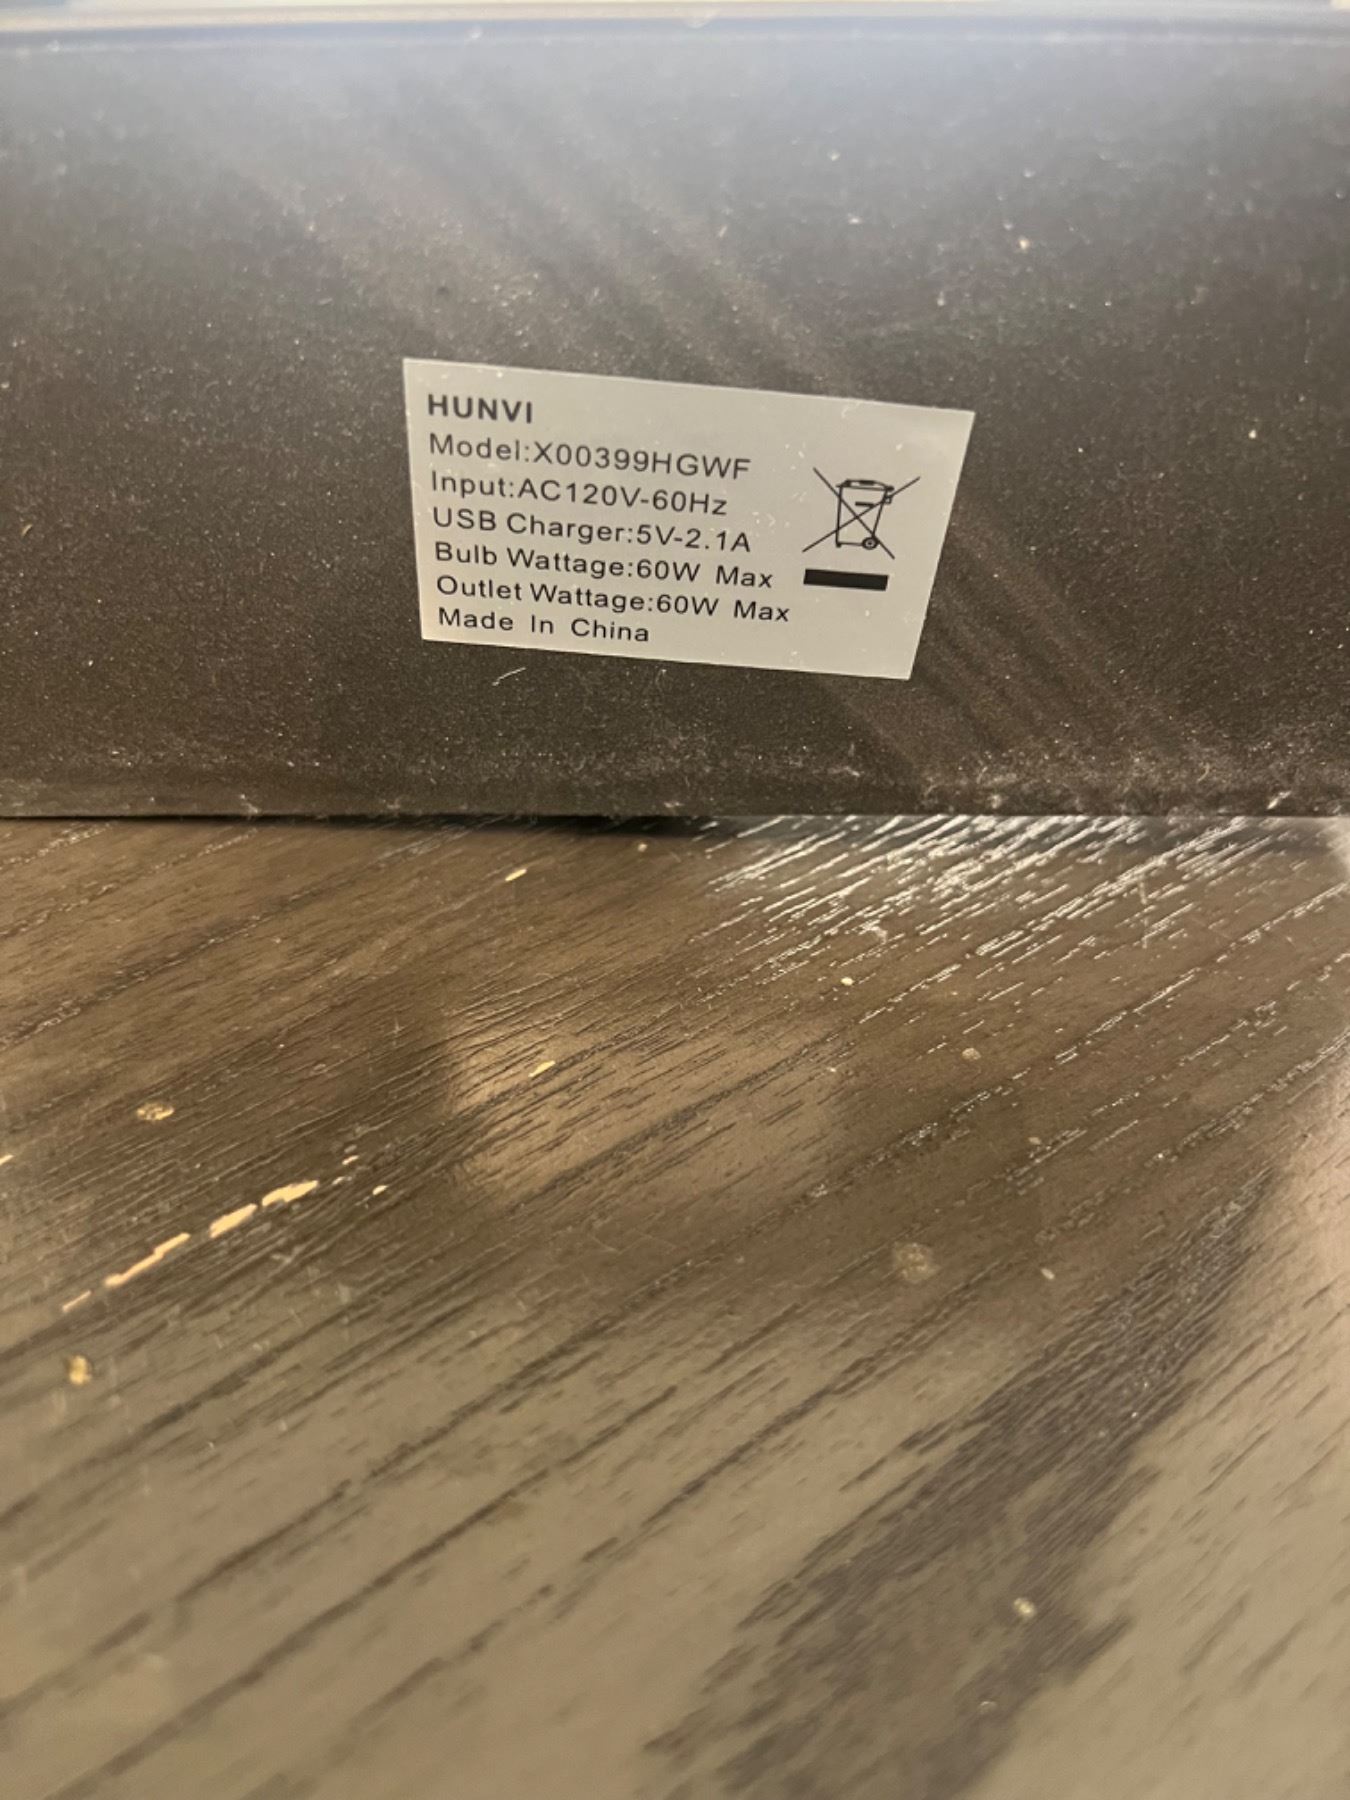 HUNVI
Model:X00399HGWF
Input:AC120V-60Hz
USB Charger:5V-2.1A
Bulb Wattage:60W Max
Outlet Wattage:60W Max
Made In China